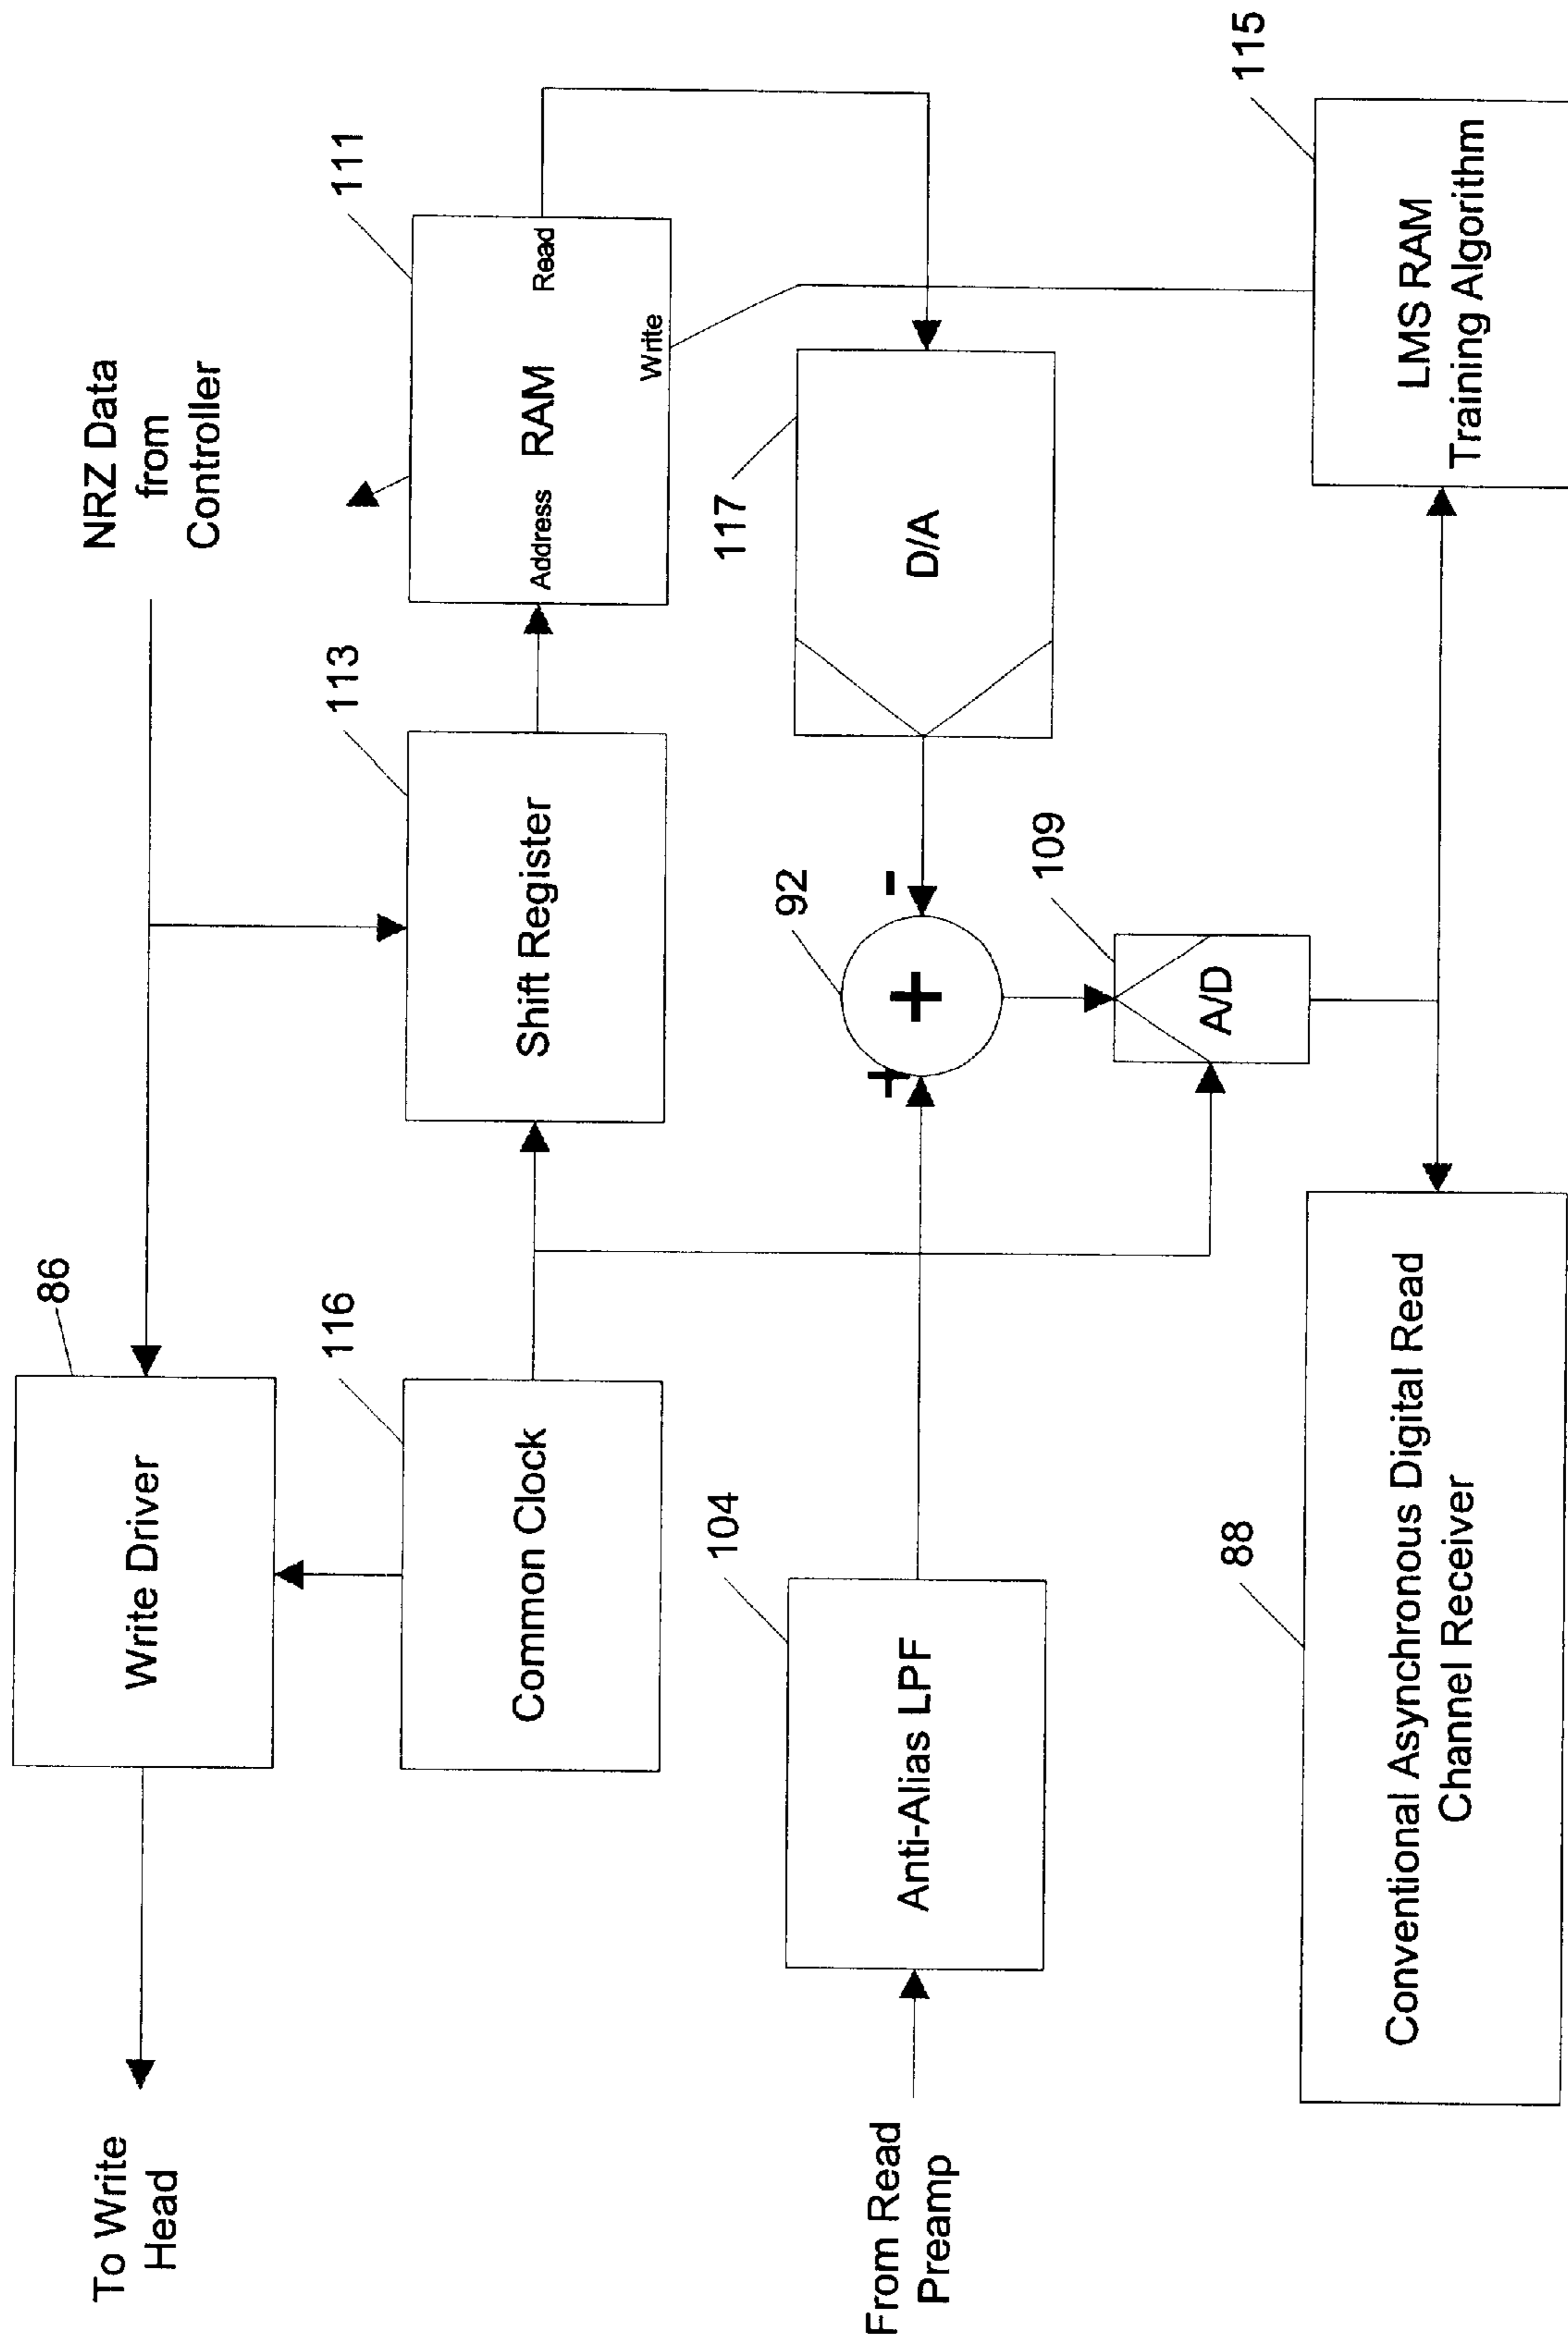 To Write
Head
Write Driver
86
NRZ Data
from
Controller
Common Clock
116
Shift Register
113
Address
RAM
Read
Write
111
From Read
Preamp
Anti-Alias LPF
104
+
+
-
92
D/A
117
A/D
109
Conventional Asynchronous Digital Read
Channel Receiver
88
LMS RAM
Training Algorithm
115